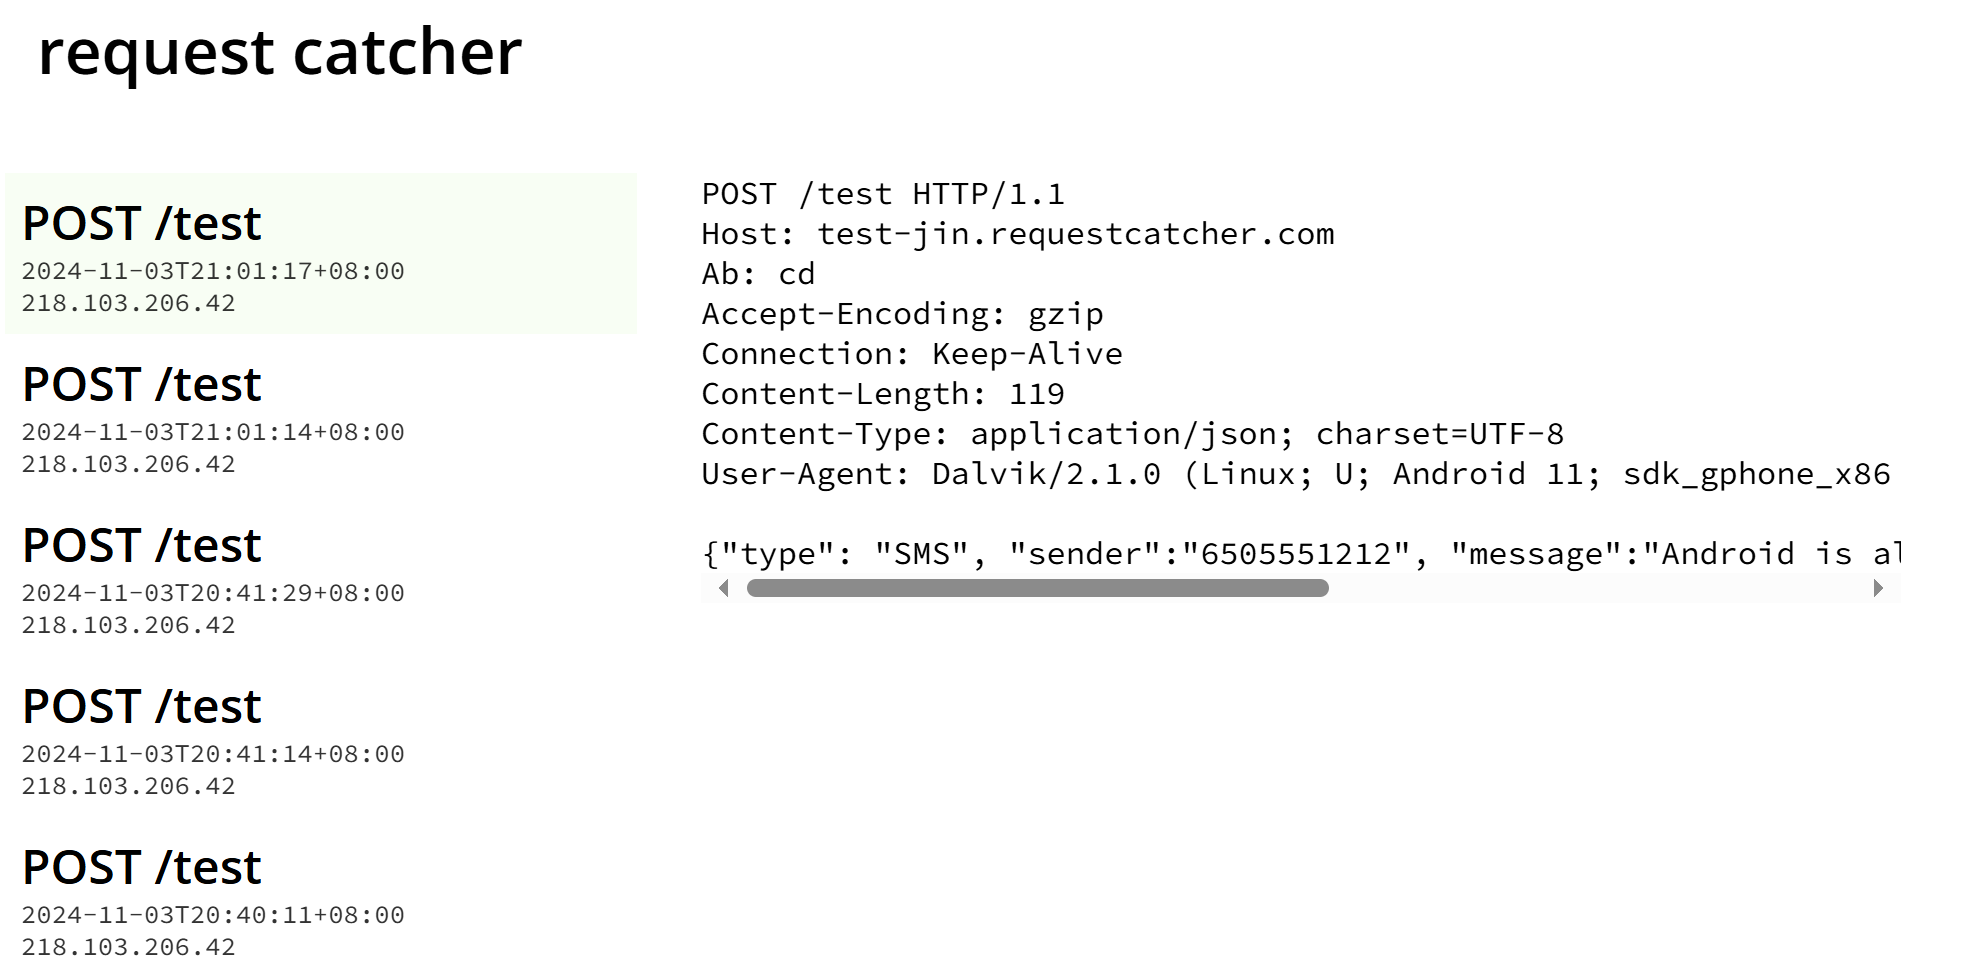 request catcher
POST /test
2024-11-03T21:01:17+08:00
218.103.206.42
POST /test
2024-11-03T21:01:14+08:00
218.103.206.42
POST /test
2024-11-03T20:41:29+08:00
218.103.206.42
POST /test
2024-11-03T20:41:14+08:00
218.103.206.42
POST /test
2024-11-03T20:40:11+08:00
218.103.206.42
POST /test HTTP/1.1
Host: test-jin.requestcatcher.com
Ab: cd
Accept-Encoding: gzip
Connection: Keep-Alive
Content-Length: 119
Content-Type: application/json; charset=UTF-8
User-Agent: Dalvik/2.1.0 (Linux; U; Android 11; sdk_gphone_x86
{"type": "SMS", "sender":"6505551212", "message":"Android is al